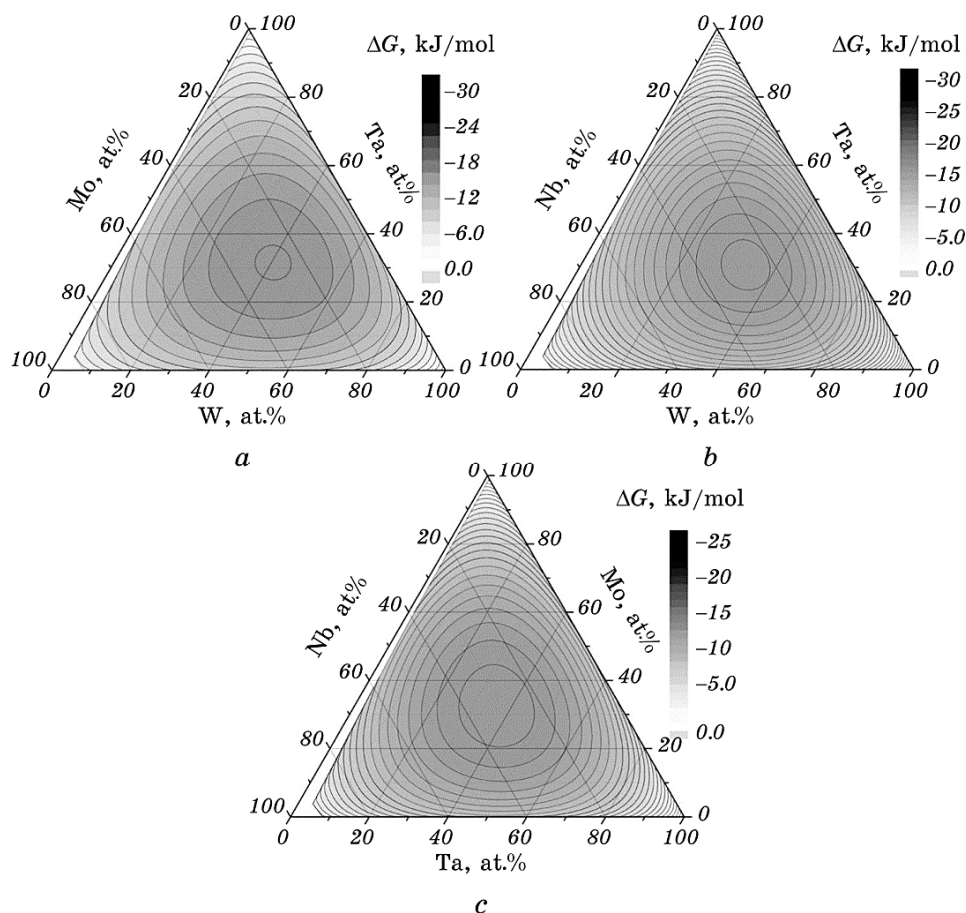 0 100
ΔG, kJ/mol
20 80
Mo, at.%
Ta, at.%
40 60
60 40
80 20
100 0
0 20 40 60 80 100
W, at.%
–30
–24
–18
–12
–6.0
0.0
a
0 100
ΔG, kJ/mol
20 80
Nb, at.%
Ta, at.%
40 60
60 40
80 20
100 0
0 20 40 60 80 100
W, at.%
–30
–25
–20
–15
–10
–5.0
0.0
b
0 100
ΔG, kJ/mol
20 80
Nb, at.%
Mo, at.%
40 60
60 40
80 20
100 0
0 20 40 60 80 100
Ta, at.%
–25
–20
–15
–10
–5.0
0.0
c